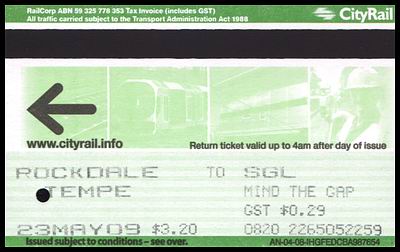 RailCorp ABN 59 325 778 353 Tax Invoice (includes GST)
All traffic carried subject to the Transport Administration Act 1988
CityRail
www.cityrail.info
Return ticket valid up to 4am after day of issue
ROCKDALE TO SGL
TEMPE MIND THE GAP
GST $0.29
23MAY09 $3.20 0820 2265052259
Issued subject to conditions – see over. AN-04-08-IHGFEDCBA987654